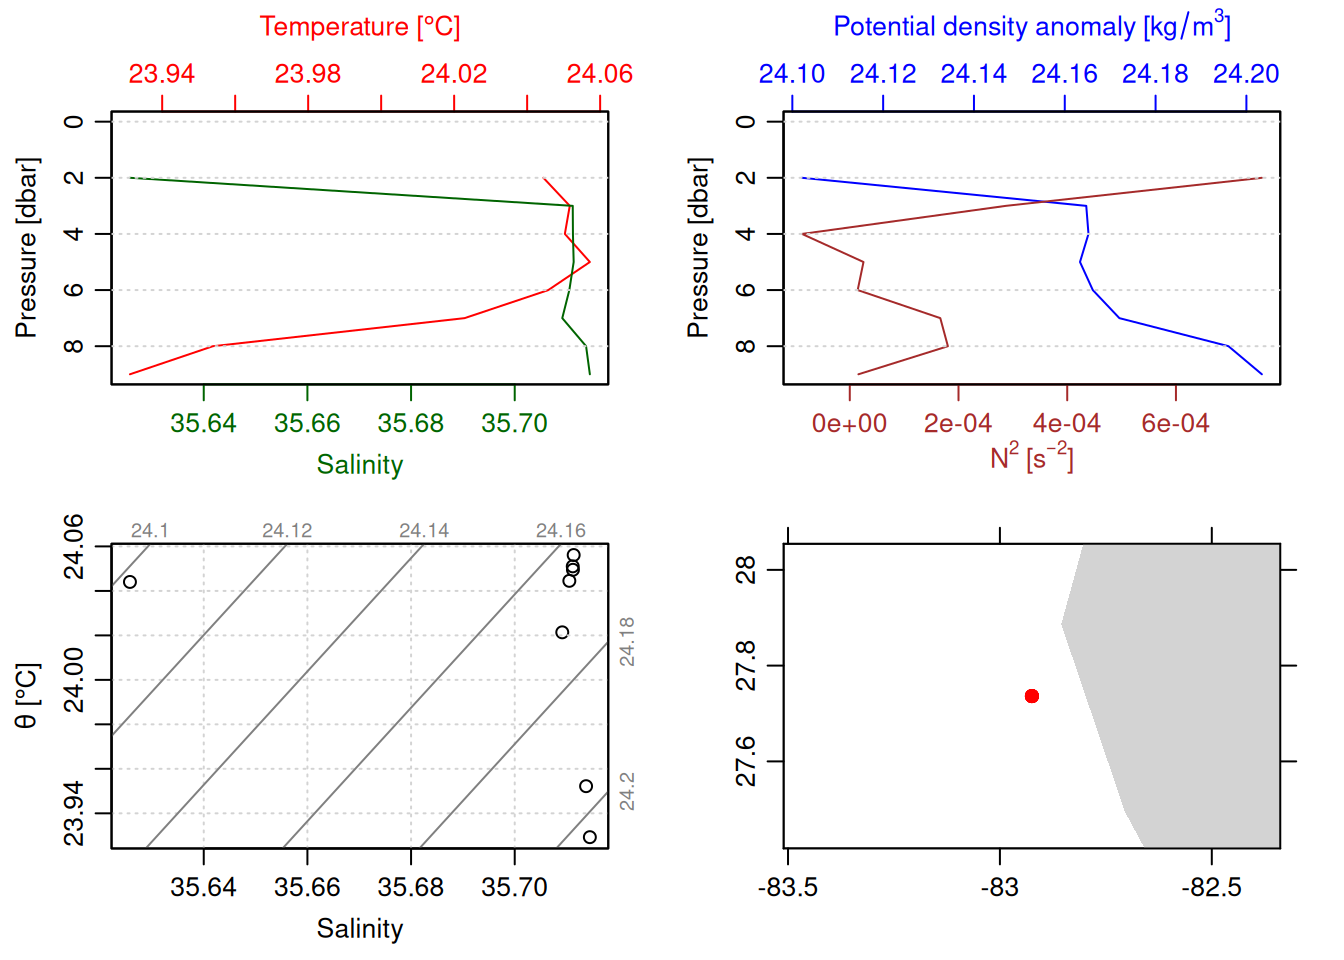 Temperature [°C]
23.94 23.98 24.02 24.06
0
2
4
6
8
Pressure [dbar]
35.64 35.66 35.68 35.70
Salinity
Potential density anomaly [kg/m³]
24.10 24.12 24.14 24.16 24.18 24.20
0
2
4
6
8
Pressure [dbar]
0e+00 2e-04 4e-04 6e-04
N² [s⁻²]
24.1 24.12 24.14 24.16
24.18
24.2
24.06
24.00
23.94
θ [°C]
35.64 35.66 35.68 35.70
Salinity
28
27.8
27.6
-83.5 -83 -82.5